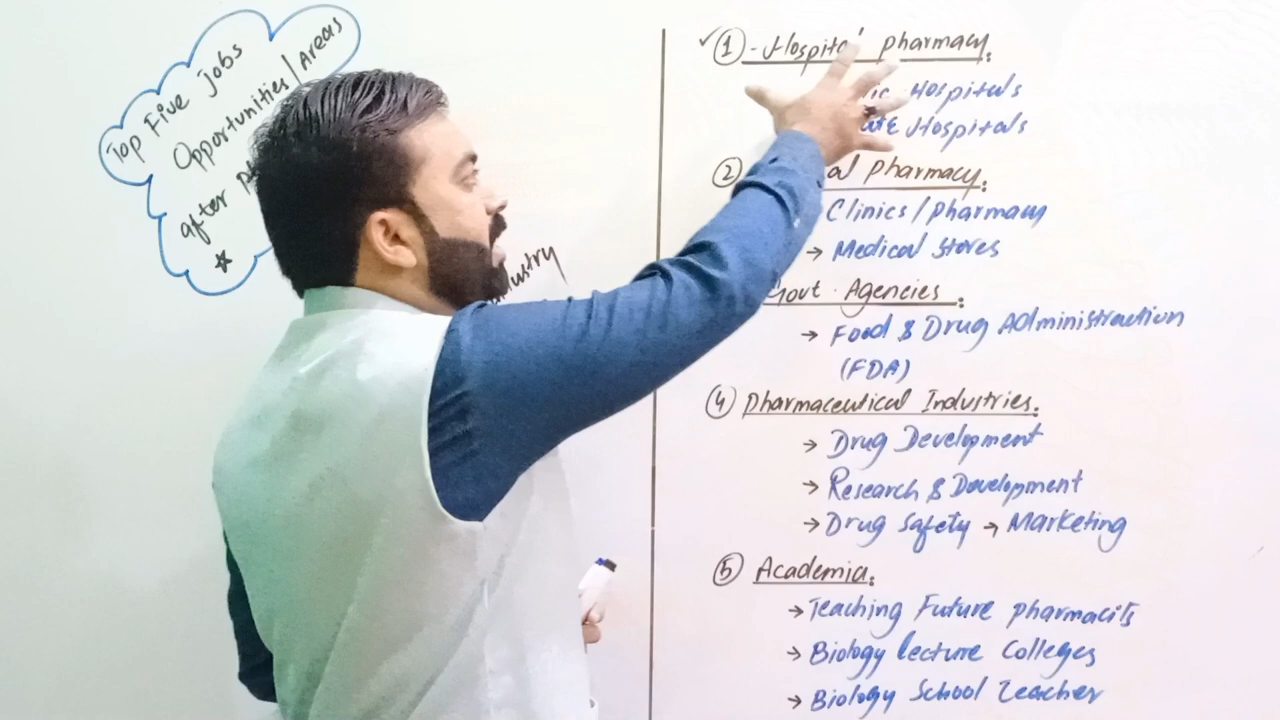 Top Five jobs
Opportunities/Areas
after
industry
① - Hospital pharmacy.
Hospitals
Hospitals
② Pharmacy.
Clinics/pharmacy
→ Medical Stores
Govt. Agencies.
→ Food & Drug Administraction
(FDA)
④ Pharmaceutical Industries.
→ Drug Development
→ Research & Development
→ Drug Safety → Marketing
⑤ Academia.
→ Teaching Future pharmacits
→ Biology lecture Colleges
→ Biology School Teacher